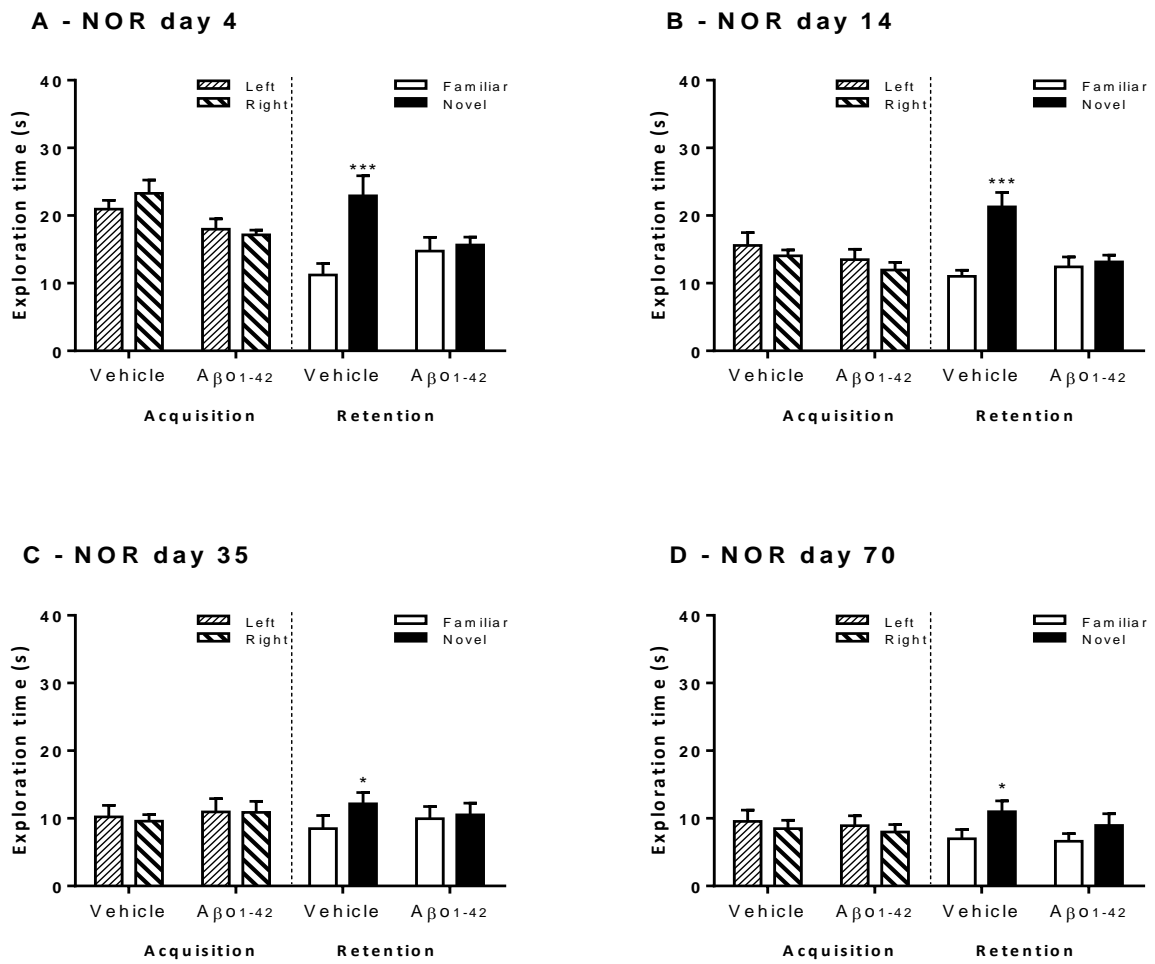 A - NOR day 4
Left
Right
Familiar
Novel
Exploration time (s)
40
30
20
10
0
***
Vehicle
Aβo1-42
Vehicle
Aβo1-42
Acquisition
Retention
B - NOR day 14
Left
Right
Familiar
Novel
Exploration time (s)
40
30
20
10
0
***
Vehicle
Aβo1-42
Vehicle
Aβo1-42
Acquisition
Retention
C - NOR day 35
Left
Right
Familiar
Novel
Exploration time (s)
40
30
20
10
0
*
Vehicle
Aβo1-42
Vehicle
Aβo1-42
Acquisition
Retention
D - NOR day 70
Left
Right
Familiar
Novel
Exploration time (s)
40
30
20
10
0
*
Vehicle
Aβo1-42
Vehicle
Aβo1-42
Acquisition
Retention